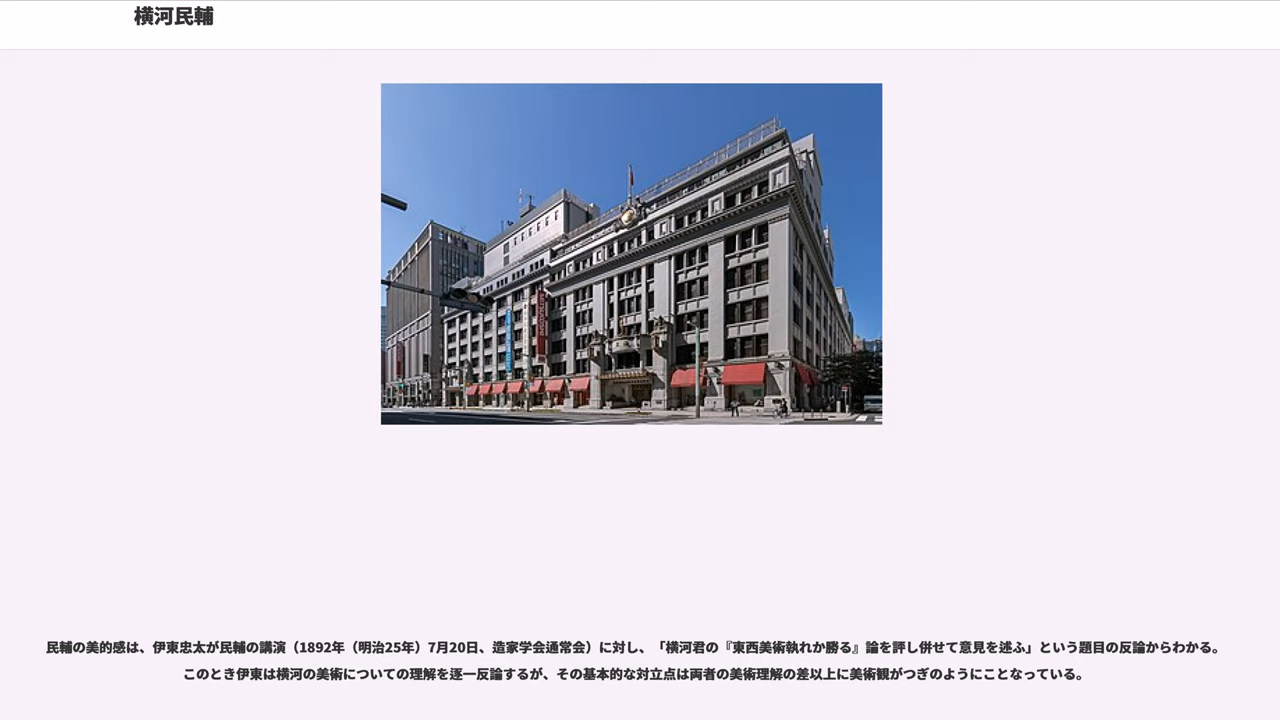 横河民輔
民輔の美的感は、伊東忠太が民輔の講演（1892年（明治25年）7月20日、造家学会通常会）に対し、「横河君の『東西美術執れか勝る』論を評し併せて意見を述ふ」という題目の反論からわかる。
このとき伊東は横河の美術についての理解を逐一反論するが、その基本的な対立点は両者の美術理解の差以上に美術観がつぎのようにことなっている。